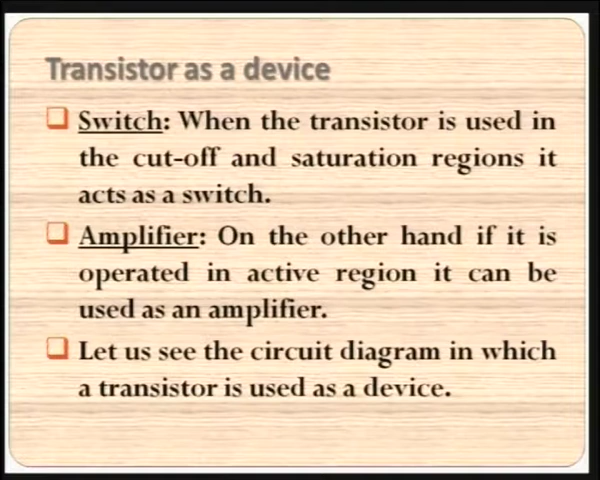 Transistor as a device
Switch: When the transistor is used in
the cut-off and saturation regions it
acts as a switch.
Amplifier: On the other hand if it is
operated in active region it can be
used as an amplifier.
Let us see the circuit diagram in which
a transistor is used as a device.